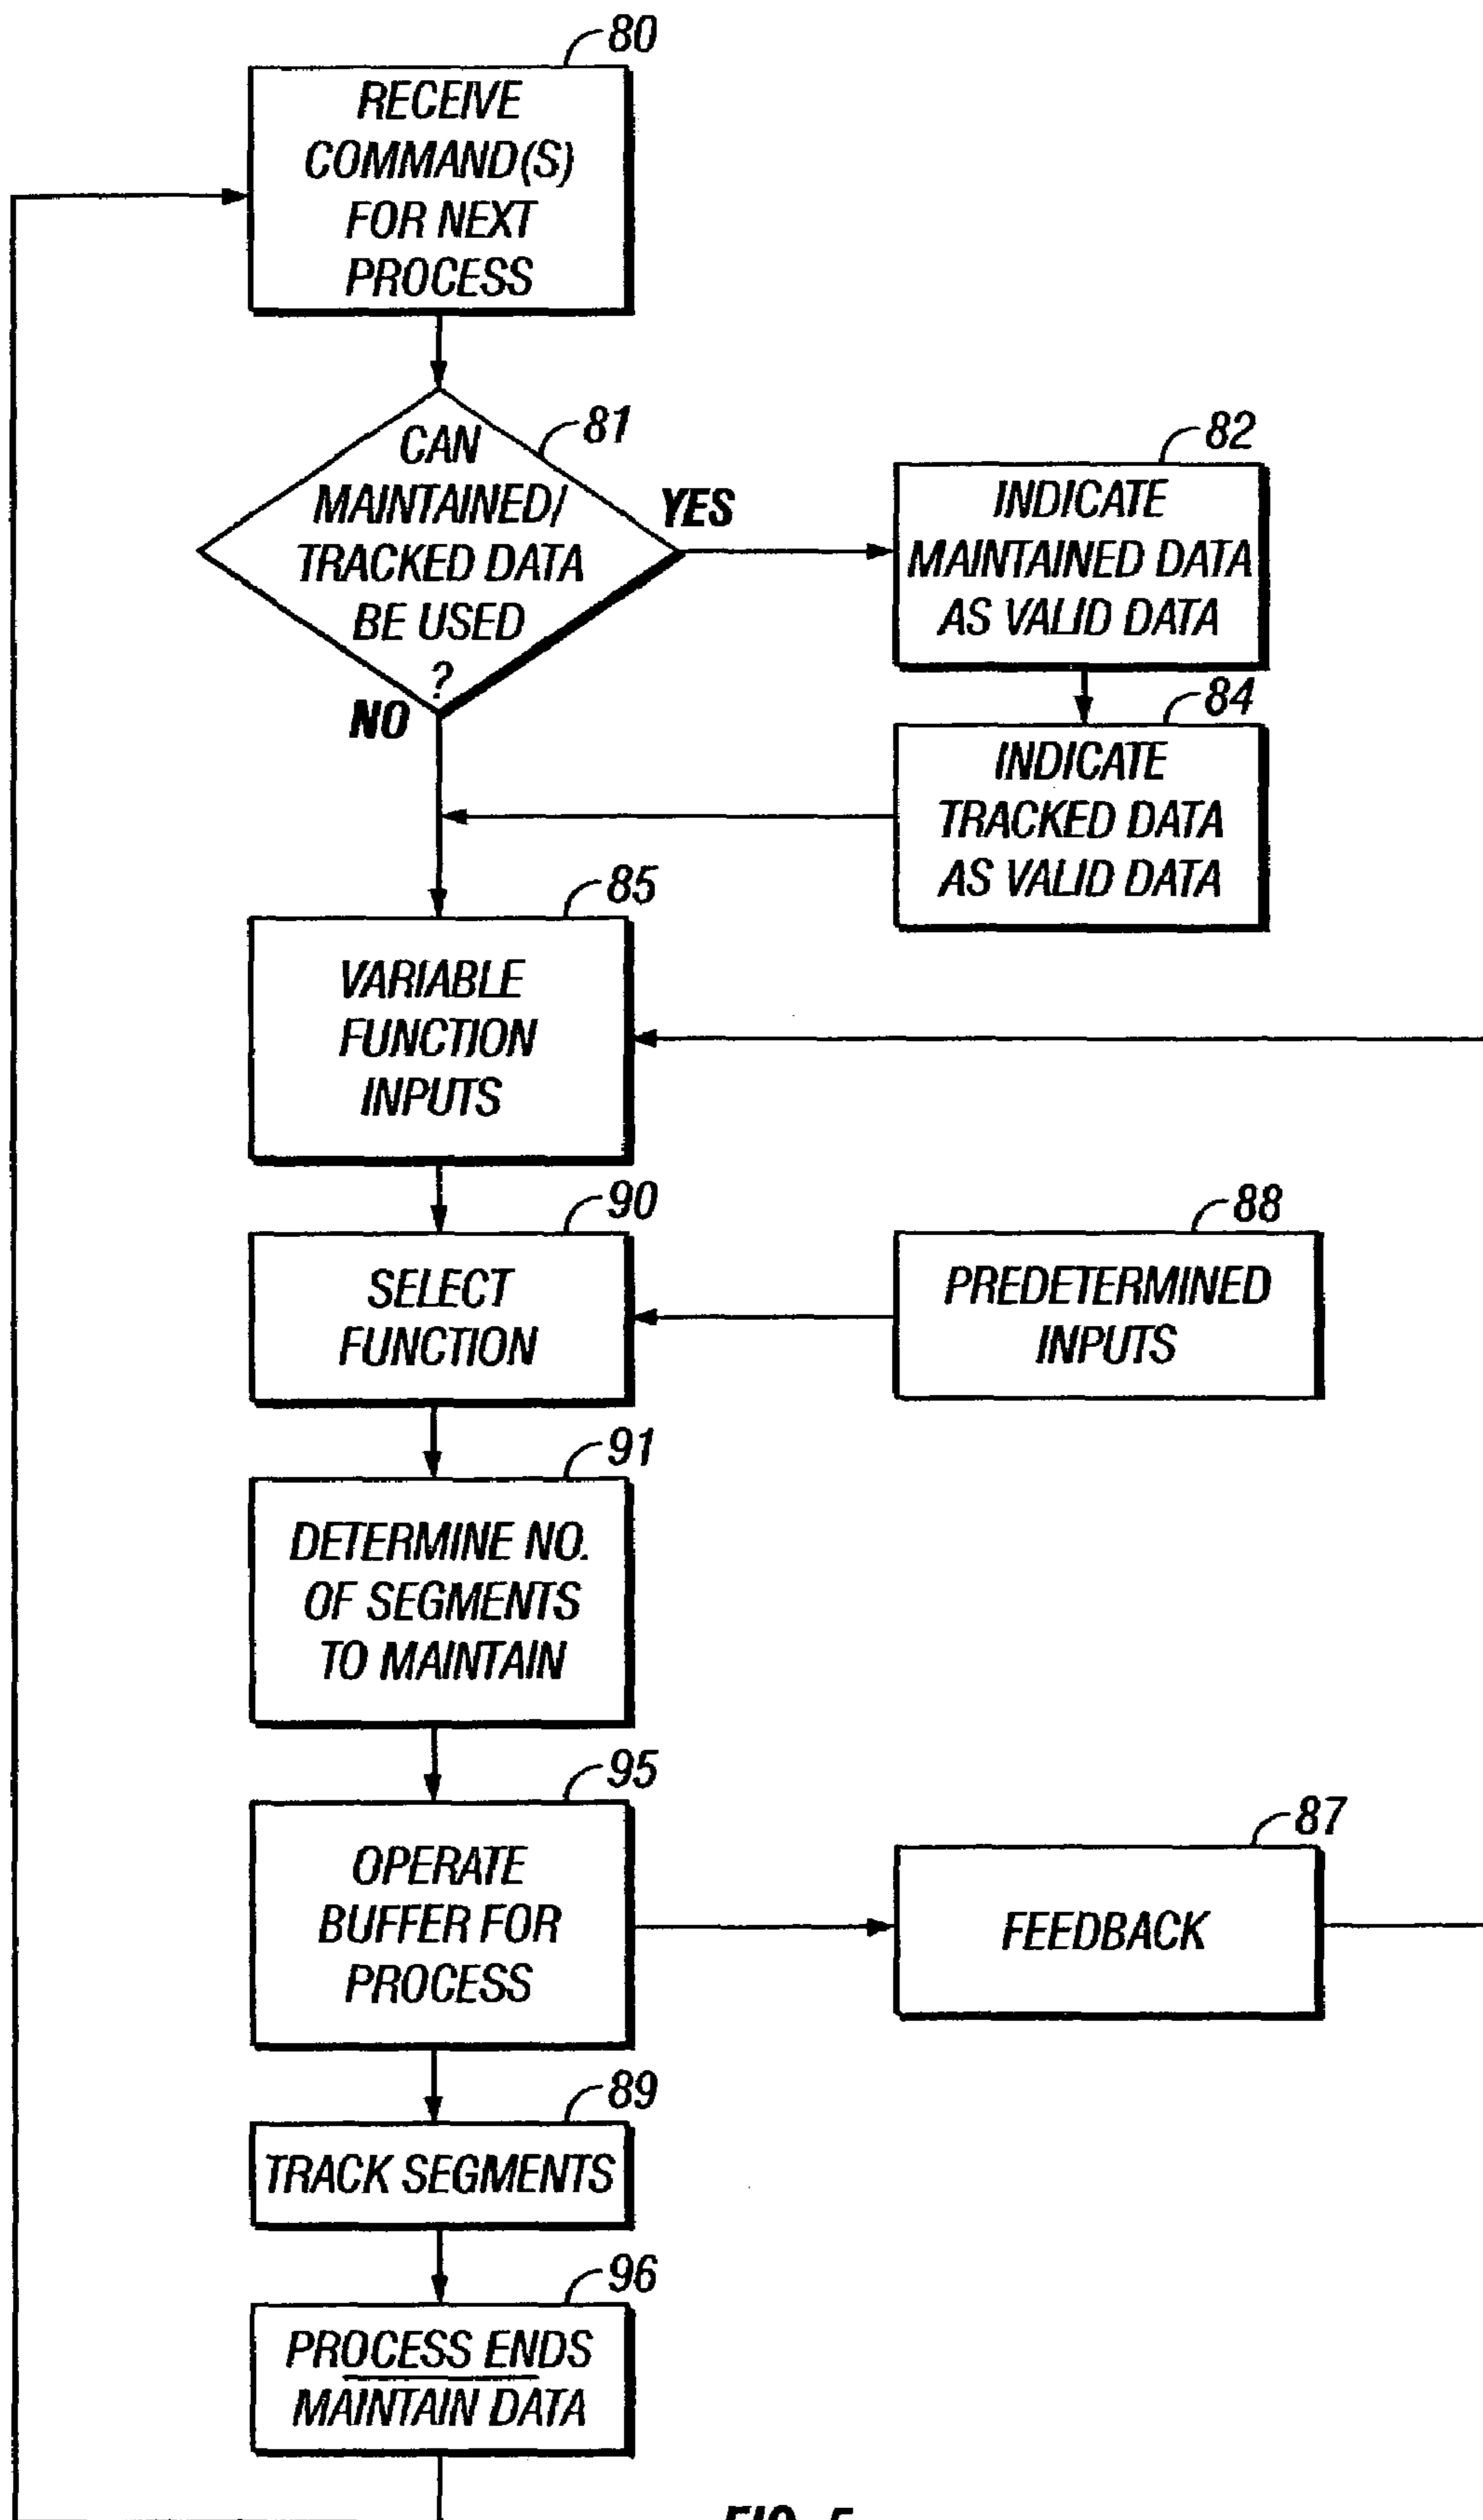 80
RECEIVE
COMMAND(S)
FOR NEXT
PROCESS
81
CAN
MAINTAINED/
TRACKED DATA
BE USED
?
YES
NO
82
INDICATE
MAINTAINED DATA
AS VALID DATA
84
INDICATE
TRACKED DATA
AS VALID DATA
85
VARIABLE
FUNCTION
INPUTS
90
SELECT
FUNCTION
88
PREDETERMINED
INPUTS
91
DETERMINE NO.
OF SEGMENTS
TO MAINTAIN
95
OPERATE
BUFFER FOR
PROCESS
87
FEEDBACK
89
TRACK SEGMENTS
96
PROCESS ENDS
MAINTAIN DATA